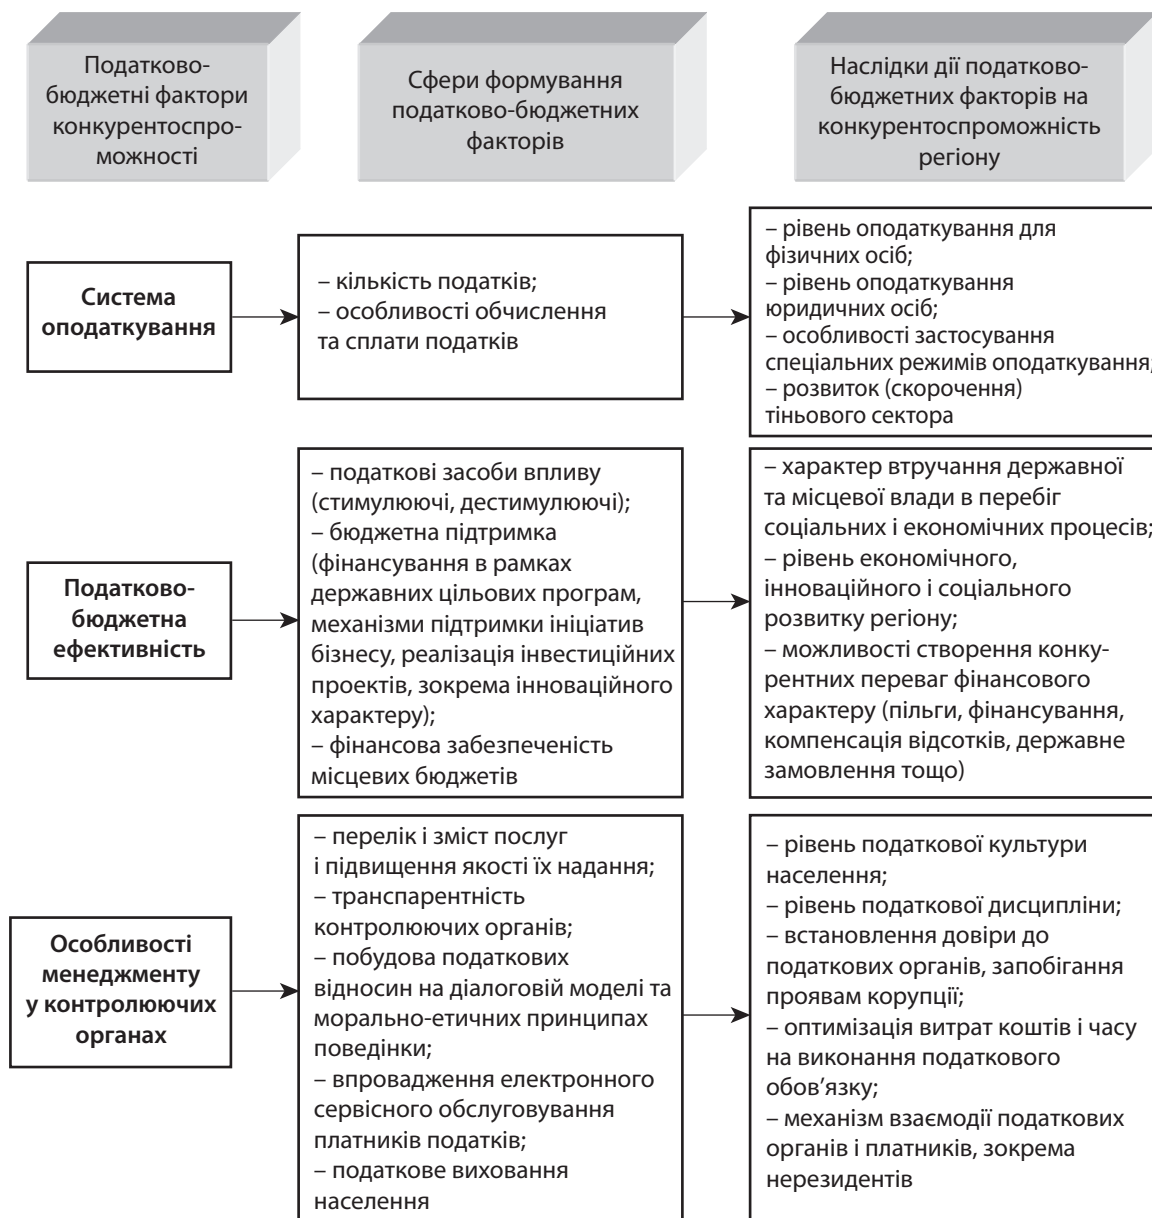 Податково-
бюджетні фактори
конкурентоспро-
можності
Сфери формування
податково-бюджетних
факторів
Наслідки дії податково-
бюджетних факторів на
конкурентоспроможність
регіону
Система
оподаткування
– кількість податків;
– особливості обчислення
та сплати податків
– рівень оподаткування для
фізичних осіб;
– рівень оподаткування
юридичних осіб;
– особливості застосування
спеціальних режимів оподаткування;
– розвиток (скорочення)
тіньового сектора
Податково-
бюджетна
ефективність
– податкові засоби впливу
(стимулюючі, дестимулюючі);
– бюджетна підтримка
(фінансування в рамках
державних цільових програм,
механізми підтримки ініціатив
бізнесу, реалізація інвестиційних
проектів, зокрема інноваційного
характеру);
– фінансова забезпеченість
місцевих бюджетів
– характер втручання державної
та місцевої влади в перебіг
соціальних і економічних процесів;
– рівень економічного,
інноваційного і соціального
розвитку регіону;
– можливості створення конку-
рентних переваг фінансового
характеру (пільги, фінансування,
компенсація відсотків, державне
замовлення тощо)
Особливості
менеджменту
у контролюючих
органах
– перелік і зміст послуг
і підвищення якості їх надання;
– транспарентність
контролюючих органів;
– побудова податкових
відносин на діалоговій моделі та
морально-етичних принципах
поведінки;
– впровадження електронного
сервісного обслуговування
платників податків;
– податкове виховання
населення
– рівень податкової культури
населення;
– рівень податкової дисципліни;
– встановлення довіри до
податкових органів, запобігання
проявам корупції;
– оптимізація витрат коштів і часу
на виконання податкового
обов’язку;
– механізм взаємодії податкових
органів і платників, зокрема
нерезидентів